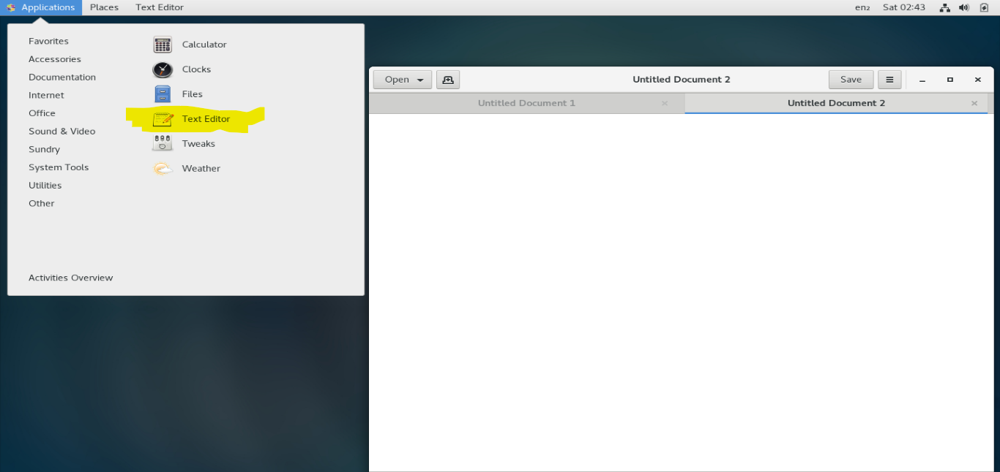 Applications Places Text Editor en₂ Sat 02:43
Favorites
Accessories
Documentation
Internet
Office
Sound & Video
Sundry
System Tools
Utilities
Other
Activities Overview
Calculator
Clocks
Files
Text Editor
Tweaks
Weather
Open Untitled Document 2 Save
Untitled Document 1 Untitled Document 2